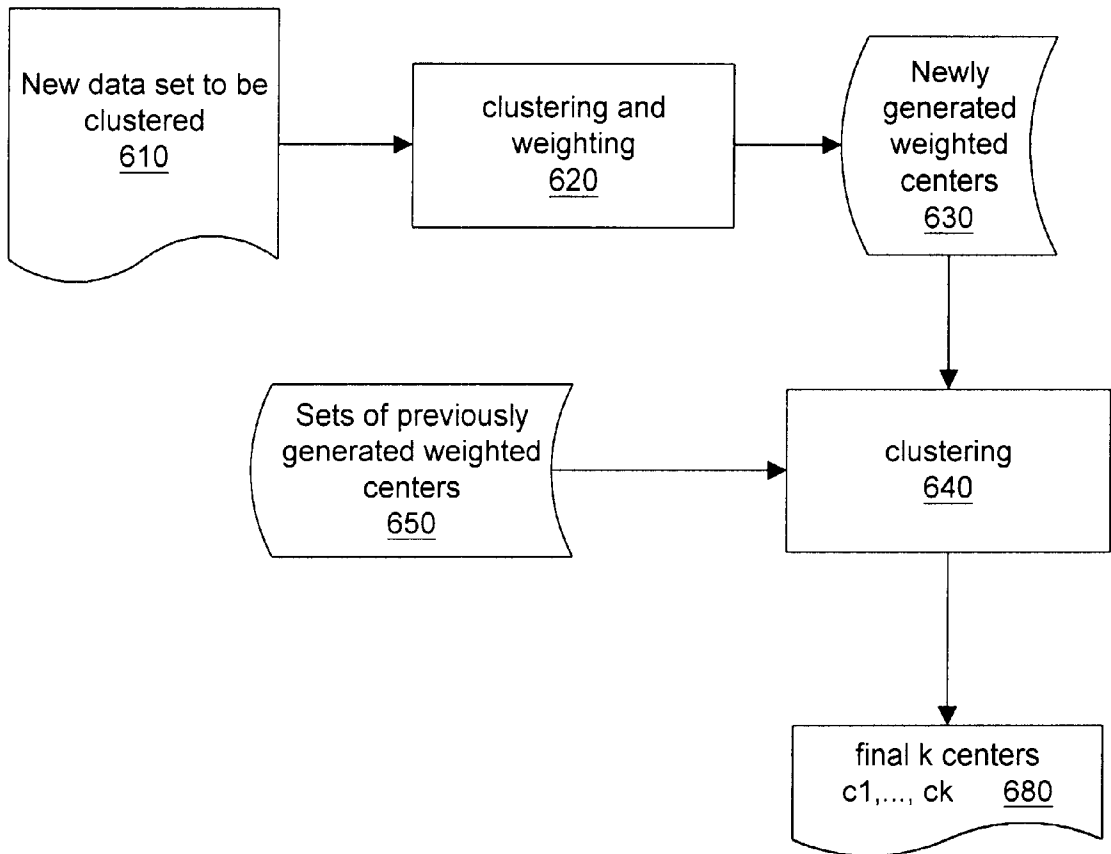 New data set to be
clustered
610
clustering and
weighting
620
Newly
generated
weighted
centers
630
Sets of previously
generated weighted
centers
650
clustering
640
final k centers
c1,..., ck 680